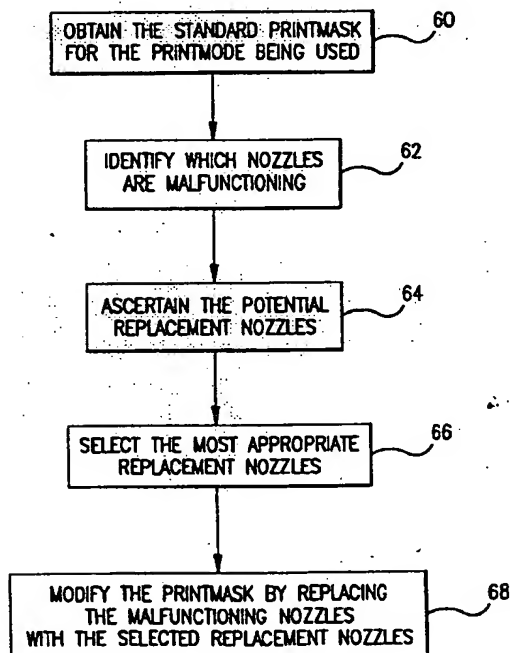 OBTAIN THE STANDARD PRINTMASK
FOR THE PRINTMODE BEING USED
60
IDENTIFY WHICH NOZZLES
ARE MALFUNCTIONING
62
ASCERTAIN THE POTENTIAL
REPLACEMENT NOZZLES
64
SELECT THE MOST APPROPRIATE
REPLACEMENT NOZZLES
66
MODIFY THE PRINTMASK BY REPLACING
THE MALFUNCTIONING NOZZLES
WITH THE SELECTED REPLACEMENT NOZZLES
68